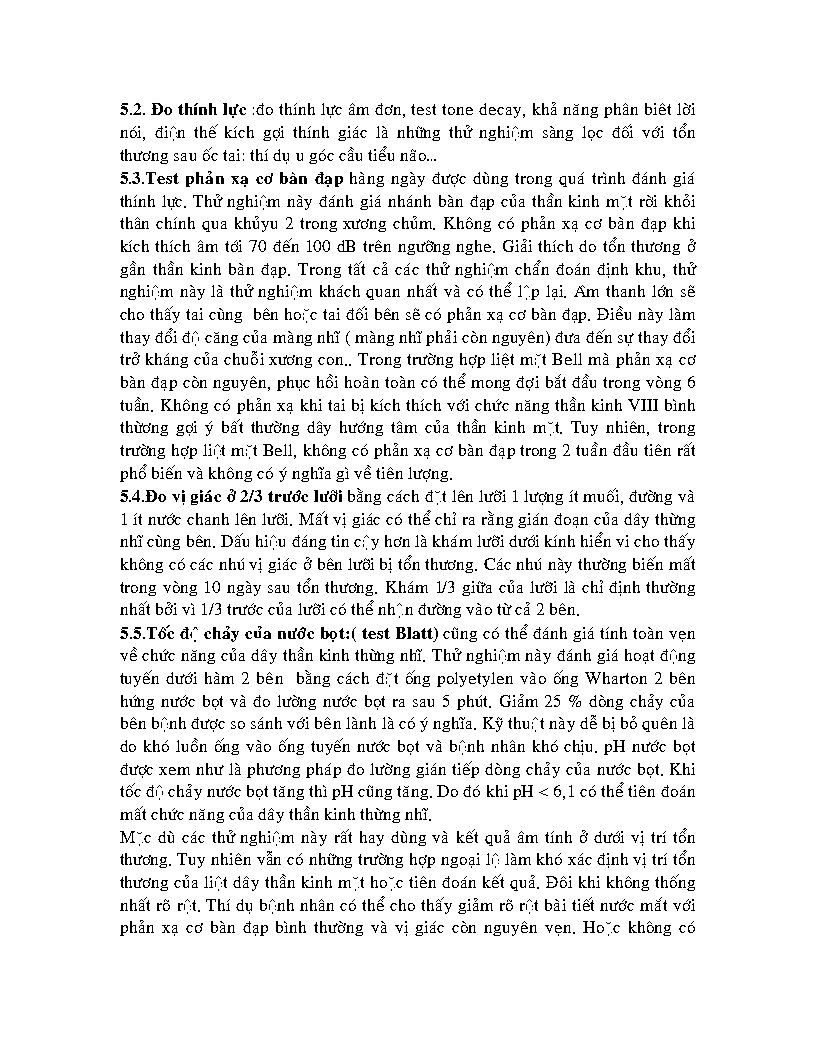 5.2. Đo thính lực :đo thính lực âm đơn, test tone decay, khả năng phân biêt lời
nói, điện thế kích gợi thính giác là những thử nghiệm sàng lọc đối với tổn
thương sau ốc tai: thí dụ u góc cầu tiểu não...
5.3.Test phản xạ cơ bàn đạp hàng ngày được dùng trong quá trình đánh giá
thính lực. Thử nghiệm này đánh giá nhánh bàn đạp của thần kinh mặt rời khỏi
thân chính qua khủyu 2 trong xương chủm. Không có phản xạ cơ bàn đạp khi
kích thích âm tới 70 đến 100 dB trên ngưỡng nghe. Giải thích do tổn thương ở
gần thần kinh bàn đạp. Trong tất cả các thử nghiệm chẩn đoán định khu, thử
nghiệm này là thử nghiệm khách quan nhất và có thể lập lại. Âm thanh lớn sẽ
cho thấy tai cùng bên hoặc tai đối bên sẽ có phản xạ cơ bàn đạp. Điều này làm
thay đổi độ căng của màng nhĩ ( màng nhĩ phải còn nguyên) đưa đến sự thay đổi
trở kháng của chuỗi xương con.. Trong trường hợp liệt mặt Bell mà phản xạ cơ
bàn đạp còn nguyên, phục hồi hoàn toàn có thể mong đợi bắt đầu trong vòng 6
tuần. Không có phản xạ khi tai bị kích thích với chức năng thần kinh VIII bình
thừơng gợi ý bất thường dây hướng tâm của thần kinh mặt. Tuy nhiên, trong
trường hợp liệt mặt Bell, không có phản xạ cơ bàn đạp trong 2 tuần đầu tiên rất
phổ biến và không có ý nghĩa gì về tiên lượng.
5.4.Đo vị giác ở 2/3 trước lưỡi bằng cách đặt lên lưỡi 1 lượng ít muối, đường và
1 ít nước chanh lên lưỡi. Mất vị giác có thể chỉ ra rằng gián đoạn của dây thừng
nhĩ cùng bên. Dấu hiệu đáng tin cậy hơn là khám lưỡi dưới kính hiển vi cho thấy
không có các nhú vị giác ở bên lưỡi bị tổn thương. Các nhú này thường biến mất
trong vòng 10 ngày sau tổn thương. Khám 1/3 giữa của lưỡi là chỉ định thường
nhất bởi vì 1/3 trước của lưỡi có thể nhận đường vào từ cả 2 bên.
5.5.Tốc độ chảy của nước bọt:( test Blatt) cũng có thể đánh giá tính toàn vẹn
về chức năng của dây thần kinh thừng nhĩ. Thử nghiệm này đánh giá hoạt động
tuyến dưới hàm 2 bên bằng cách đặt ống polyetylen vào ống Wharton 2 bên
hứng nước bọt và đo lường nước bọt ra sau 5 phút. Giảm 25 % dòng chảy của
bên bệnh được so sánh với bên lành là có ý nghĩa. Kỹ thuật này dễ bị bỏ quên là
do khó luồn ống vào ống tuyến nước bọt và bệnh nhân khó chịu. pH nước bọt
được xem như là phương pháp đo lường gián tiếp dòng chảy của nước bọt. Khi
tốc độ chảy nước bọt tăng thì pH cũng tăng. Do đó khi pH < 6,1 có thể tiên đoán
mất chức năng của dây thần kinh thừng nhĩ.
Mặc dù các thử nghiệm này rất hay dùng và kết quả âm tính ở dưới vị trí tổn
thương. Tuy nhiên vẫn có những trường hợp ngoại lệ làm khó xác định vị trí tổn
thương của liệt dây thần kinh mặt hoặc tiên đoán kết quả. Đôi khi không thống
nhất rõ rệt. Thí dụ bệnh nhân có thể cho thấy giảm rõ rệt bài tiết nước mắt với
phản xạ cơ bàn đạp bình thường và vị giác còn nguyên vẹn. Hoặc không có